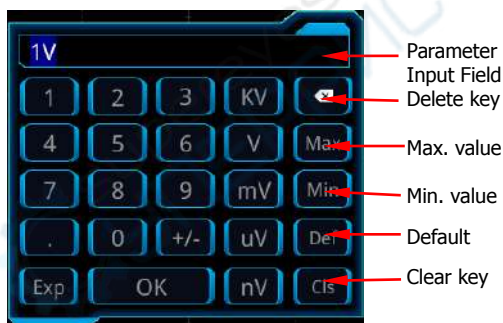 1V
Parameter
Input Field
1 2 3 KV
Delete key
4 5 6 V Max
Max. value
7 8 9 mV Min
Min. value
. 0 +/- uV Def
Default
Exp OK nV Cls
Clear key